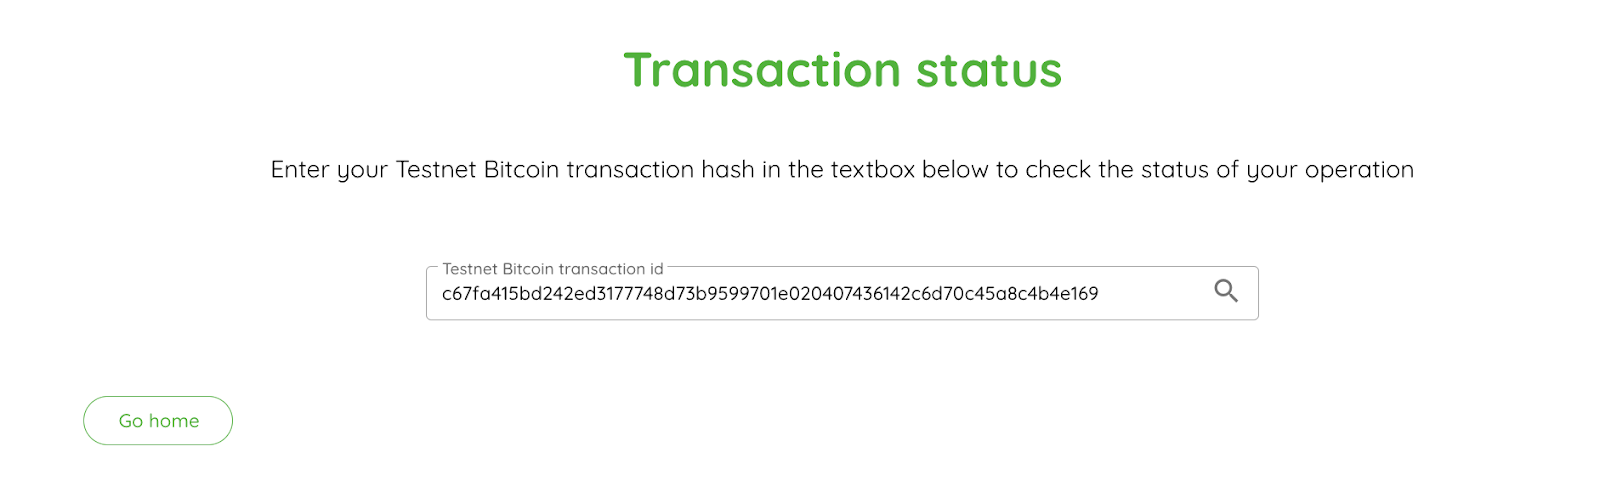 Transaction status
Enter your Testnet Bitcoin transaction hash in the textbox below to check the status of your operation
Testnet Bitcoin transaction id
c67fa415bd242ed3177748d73b9599701e020407436142c6d70c45a8c4b4e169
Go home